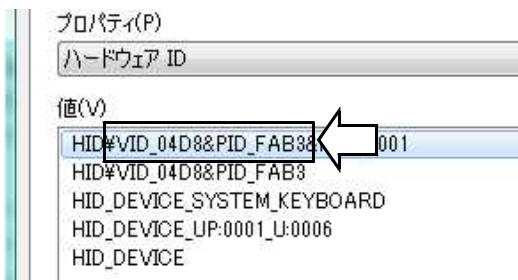 プロパティ(P)
ハードウェア ID
値(V)
HID¥VID_04D8&PID_FAB3& 001
HID¥VID_04D8&PID_FAB3
HID_DEVICE_SYSTEM_KEYBOARD
HID_DEVICE_UP:0001_U:0006
HID_DEVICE